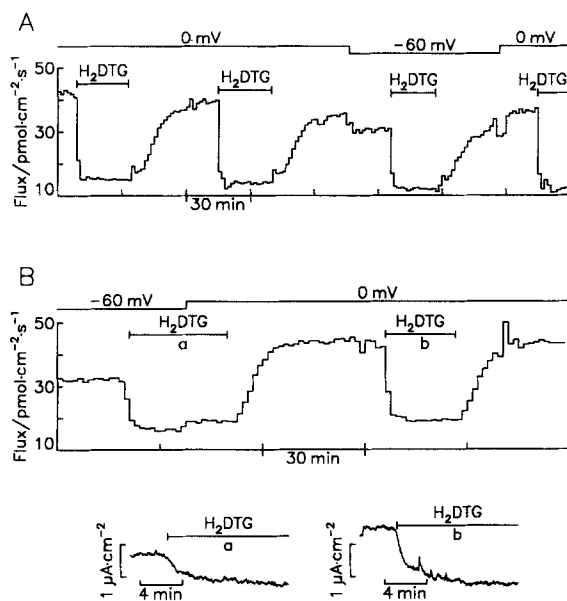 A
0 mV
−60 mV
0 mV
H₂DTG
H₂DTG
H₂DTG
H₂DTG
Flux/pmol·cm⁻²·s⁻¹
50
30
10
30 min
B
−60 mV
0 mV
H₂DTG
a
H₂DTG
b
Flux/pmol·cm⁻²·s⁻¹
50
30
10
30 min
H₂DTG
a
1 μA·cm⁻²
4 min
H₂DTG
b
1 μA·cm⁻²
4 min